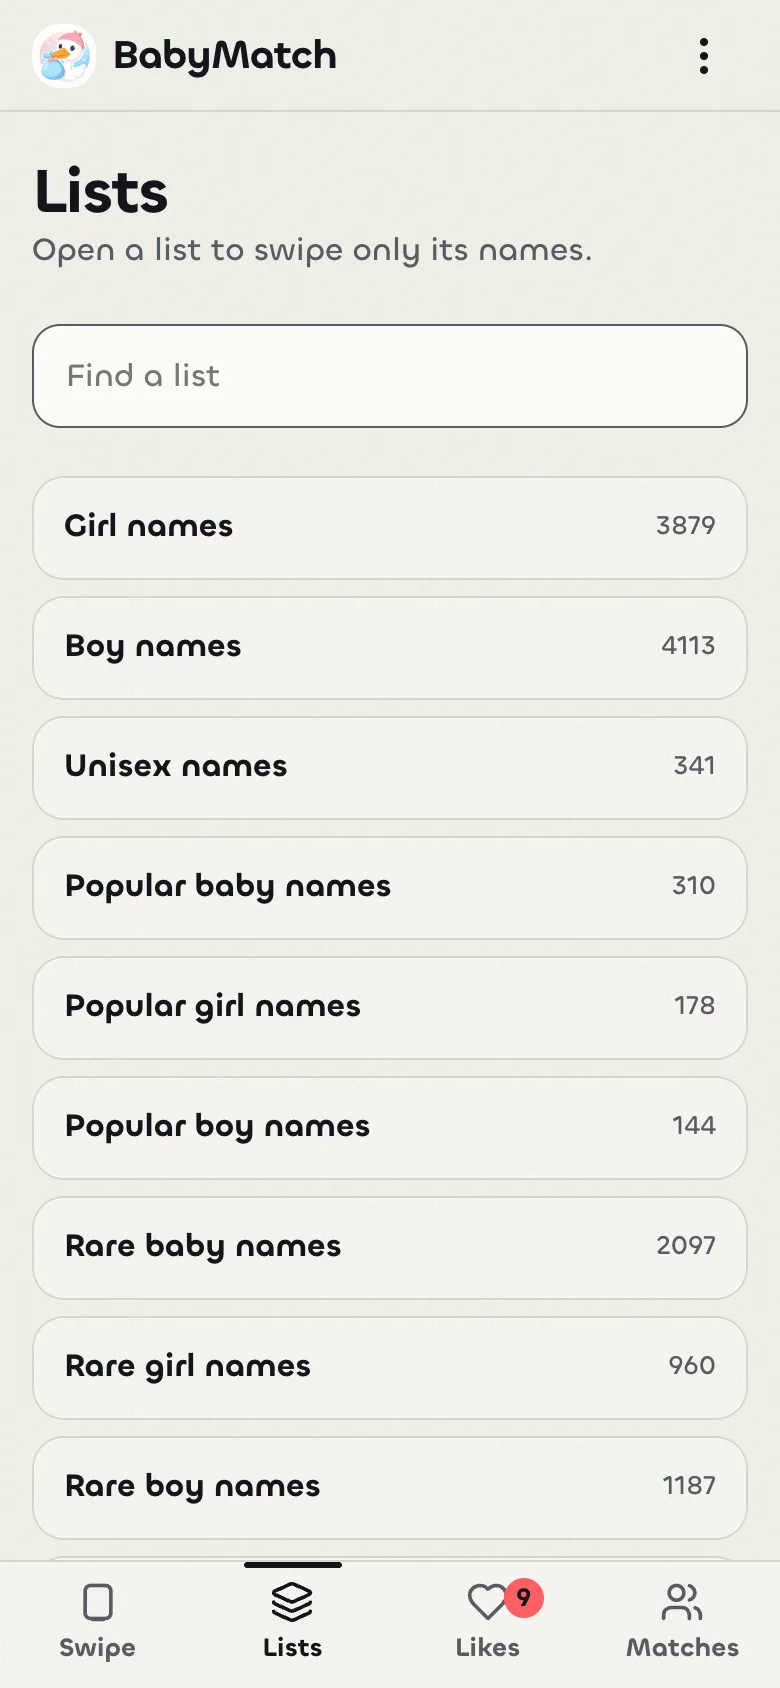 BabyMatch
Lists
Open a list to swipe only its names.
Find a list
Girl names 3879
Boy names 4113
Unisex names 341
Popular baby names 310
Popular girl names 178
Popular boy names 144
Rare baby names 2097
Rare girl names 960
Rare boy names 1187
9
Swipe Lists Likes Matches